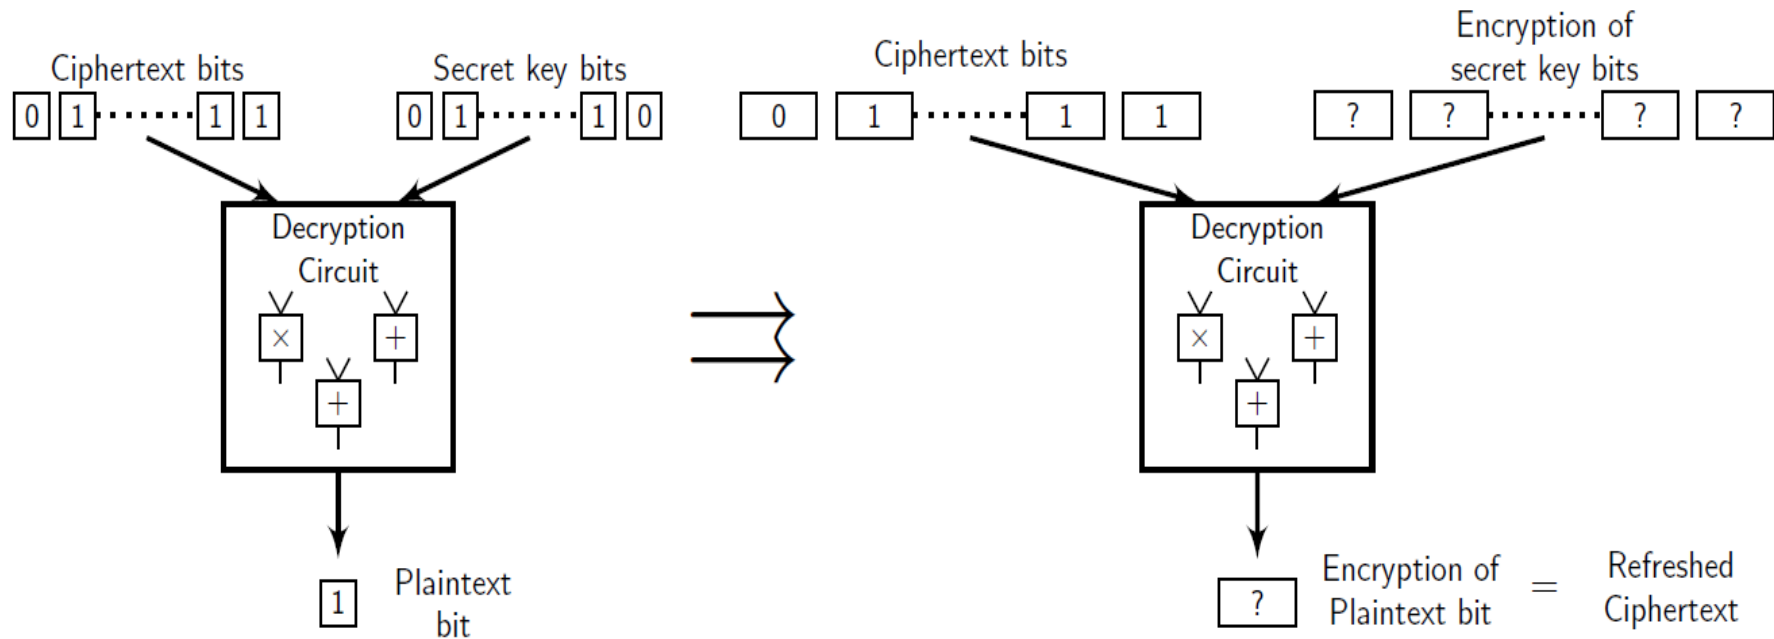 Ciphertext bits
0 1 1 1
Secret key bits
0 1 1 0
Decryption
Circuit
× +
+
1
Plaintext
bit
Ciphertext bits
0 1 1 1
Encryption of
secret key bits
? ? ? ?
Decryption
Circuit
× +
+
?
Encryption of
Plaintext bit
=
Refreshed
Ciphertext